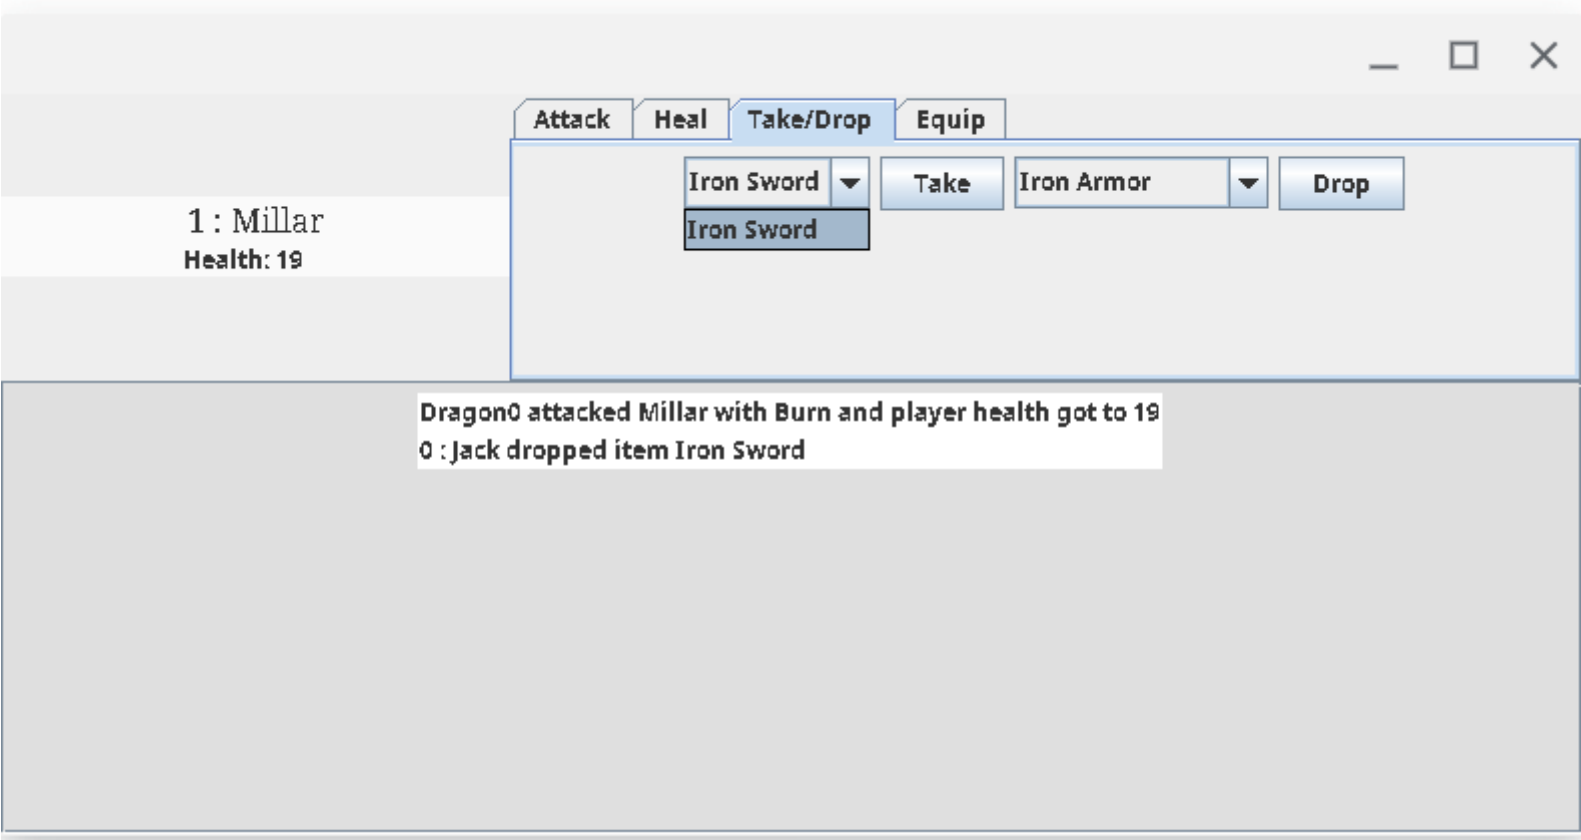 Attack Heal Take/Drop Equip
Iron Sword Take Iron Armor Drop
Iron Sword
1 : Millar
Health: 19
Dragon0 attacked Millar with Burn and player health got to 19
0 : Jack dropped item Iron Sword